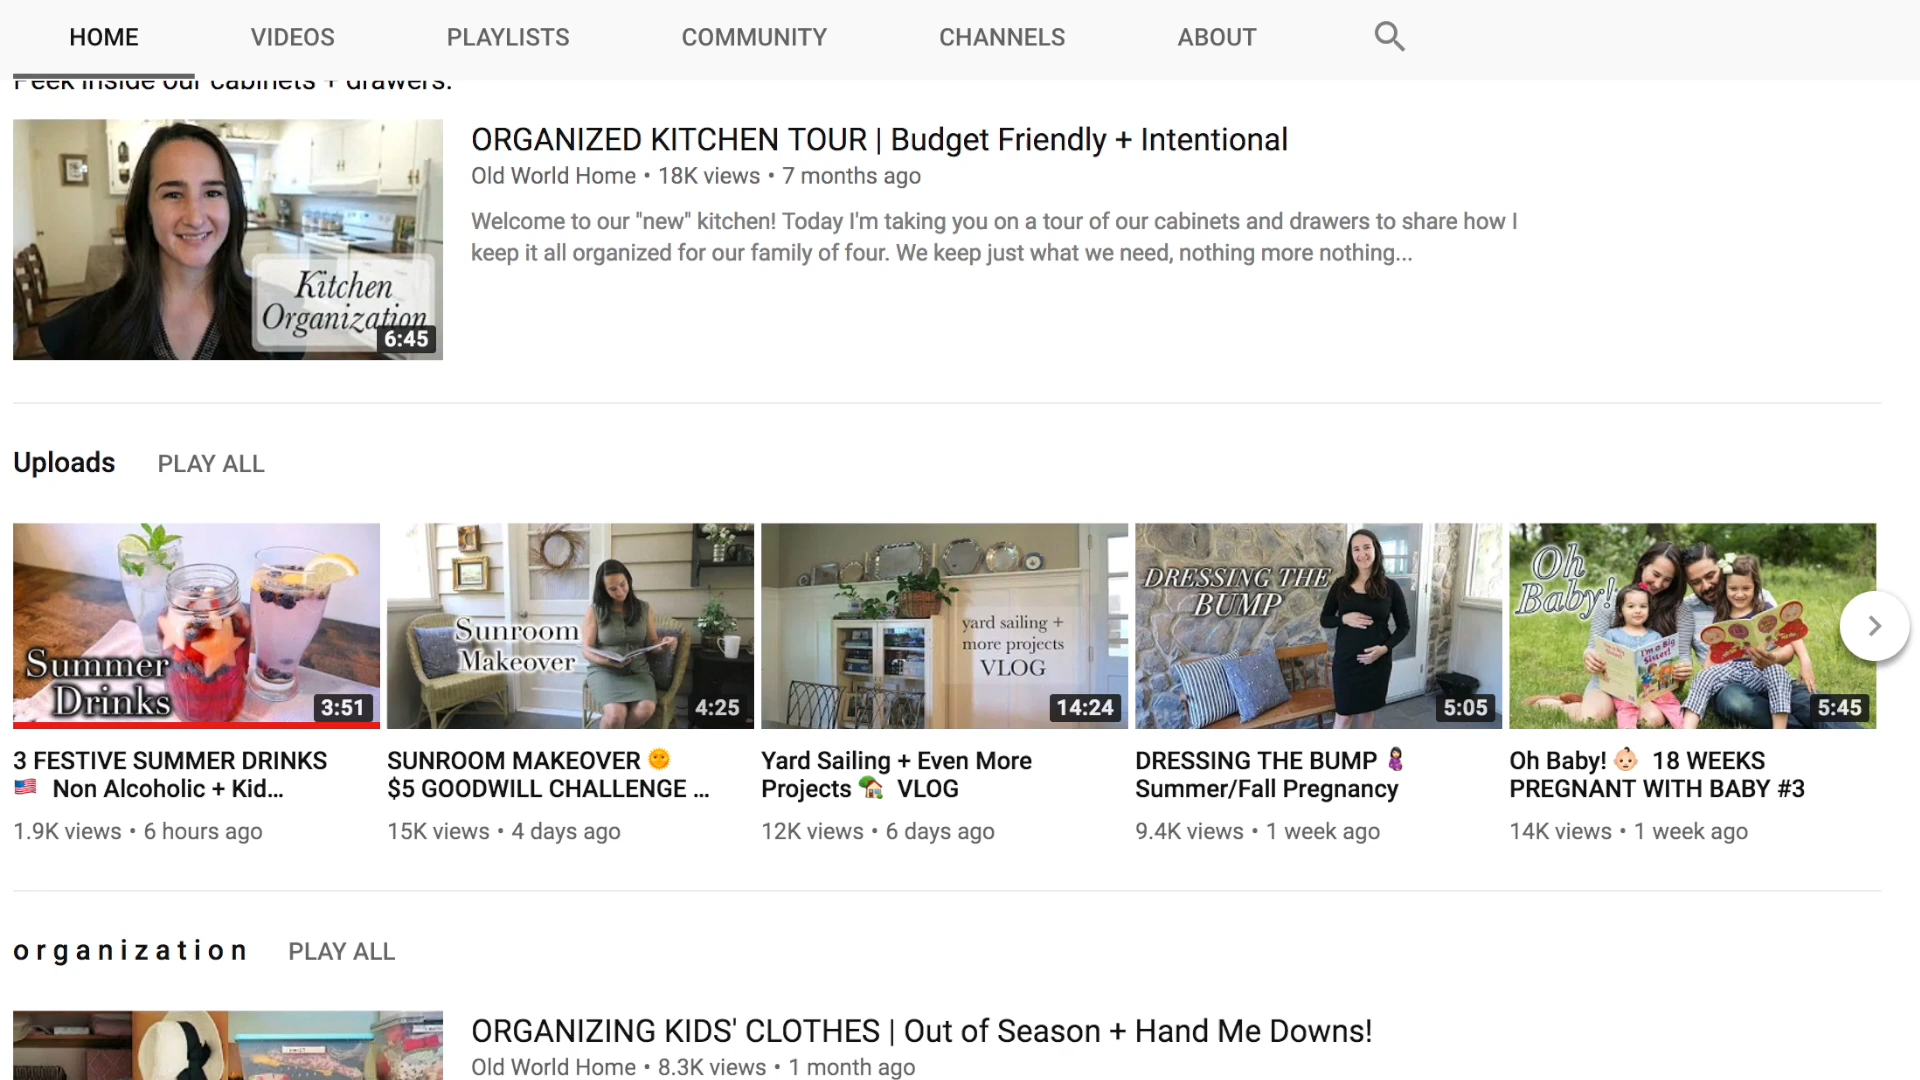 HOME VIDEOS PLAYLISTS COMMUNITY CHANNELS ABOUT
Peek inside our cabinets + drawers.
Kitchen
Organization
6:45
ORGANIZED KITCHEN TOUR | Budget Friendly + Intentional
Old World Home • 18K views • 7 months ago
Welcome to our "new" kitchen! Today I'm taking you on a tour of our cabinets and drawers to share how I
keep it all organized for our family of four. We keep just what we need, nothing more nothing...
Uploads PLAY ALL
Summer
Drinks
3:51
3 FESTIVE SUMMER DRINKS
🇺🇸 Non Alcoholic + Kid...
1.9K views • 6 hours ago
Sunroom
Makeover
4:25
SUNROOM MAKEOVER 🌞
$5 GOODWILL CHALLENGE ...
15K views • 4 days ago
yard sailing +
more projects
VLOG
14:24
Yard Sailing + Even More
Projects 🏡 VLOG
12K views • 6 days ago
DRESSING THE
BUMP
5:05
DRESSING THE BUMP 🤰🏻
Summer/Fall Pregnancy
9.4K views • 1 week ago
Oh
Baby!
I'm a Big
Sister!
5:45
Oh Baby! 👶🏻 18 WEEKS
PREGNANT WITH BABY #3
14K views • 1 week ago
organization PLAY ALL
ORGANIZING KIDS' CLOTHES | Out of Season + Hand Me Downs!
Old World Home • 8.3K views • 1 month ago